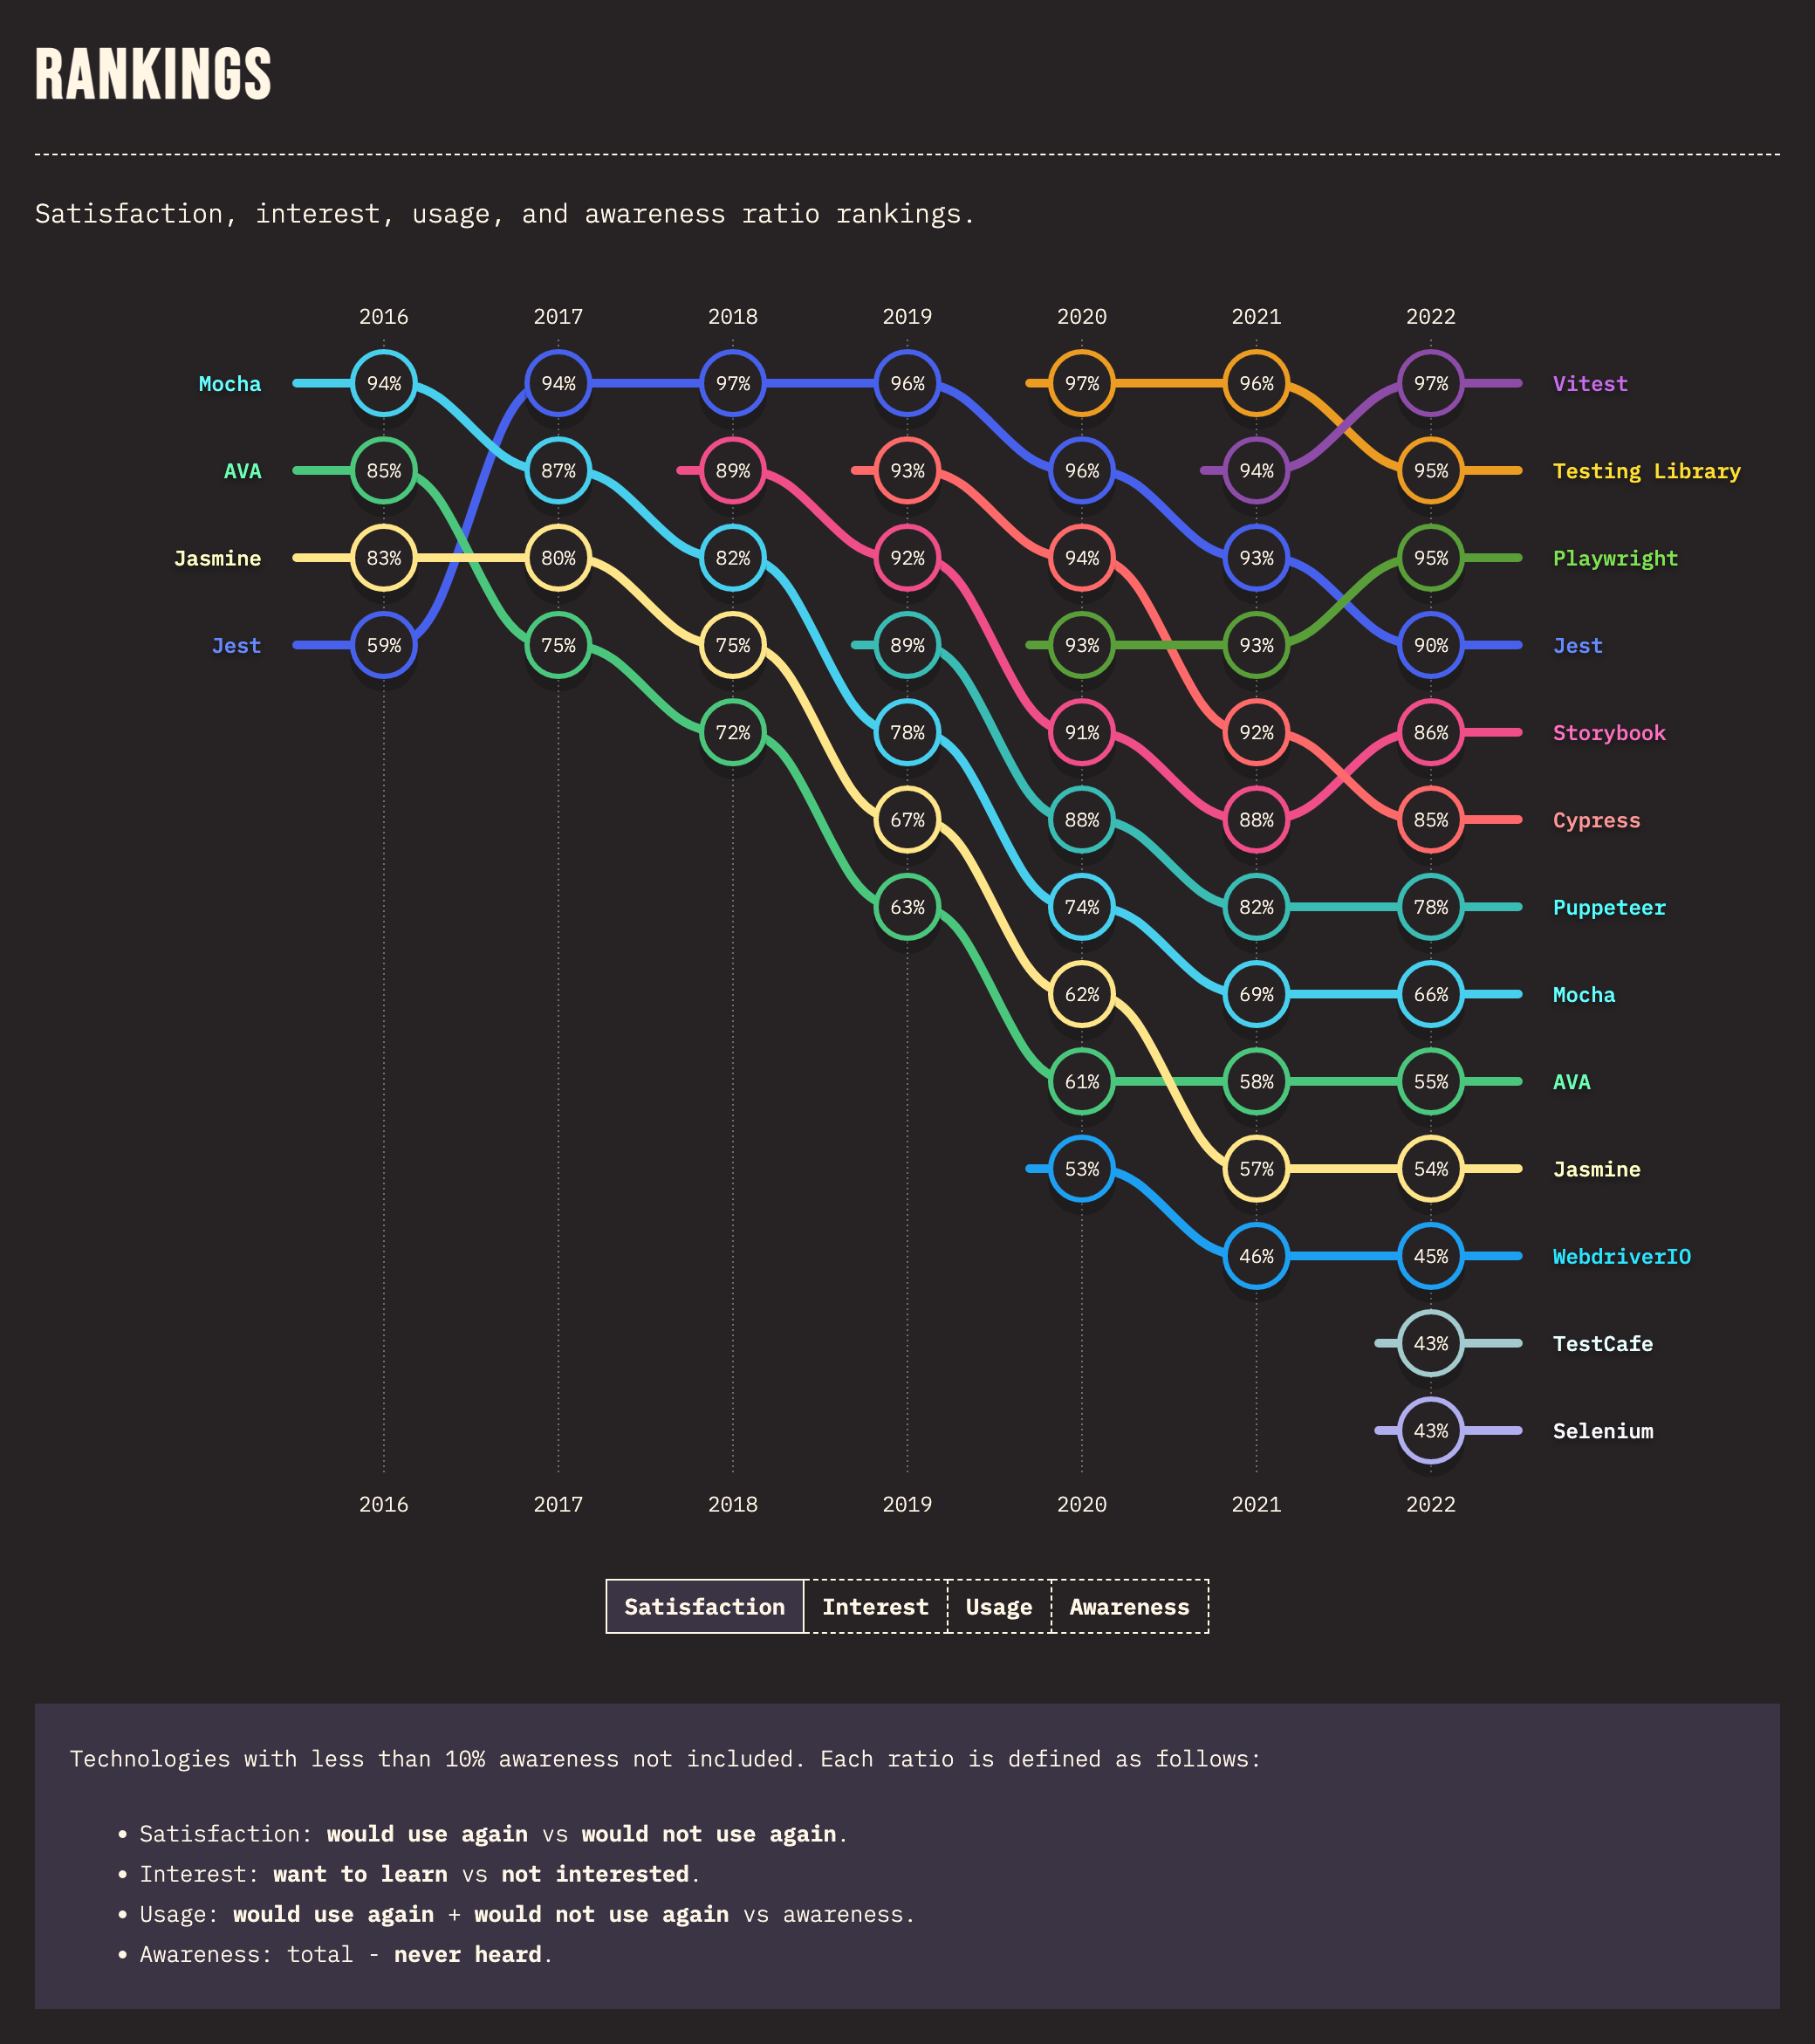 RANKINGS
Satisfaction, interest, usage, and awareness ratio rankings.
2016 2017 2018 2019 2020 2021 2022
Mocha 94% 94% 97% 96% 97% 96% 97% Vitest
AVA 85% 87% 89% 93% 96% 94% 95% Testing Library
Jasmine 83% 80% 82% 92% 94% 93% 95% Playwright
Jest 59% 75% 75% 89% 93% 93% 90% Jest
72% 78% 91% 92% 86% Storybook
67% 88% 88% 85% Cypress
63% 74% 82% 78% Puppeteer
62% 69% 66% Mocha
61% 58% 55% AVA
53% 57% 54% Jasmine
46% 45% WebdriverIO
43% TestCafe
43% Selenium
2016 2017 2018 2019 2020 2021 2022
Satisfaction Interest Usage Awareness
Technologies with less than 10% awareness not included. Each ratio is defined as follows:
• Satisfaction: would use again vs would not use again.
• Interest: want to learn vs not interested.
• Usage: would use again + would not use again vs awareness.
• Awareness: total - never heard.